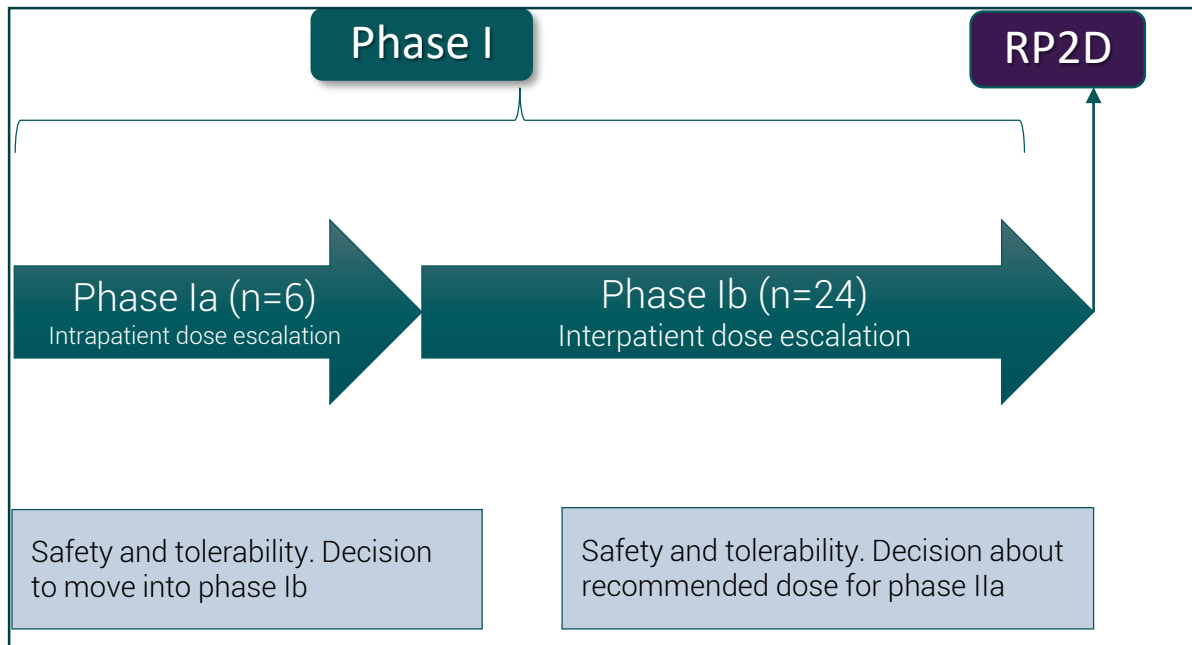 Phase I
RP2D
Phase Ia (n=6)
Intrapatient dose escalation
Phase Ib (n=24)
Interpatient dose escalation
Safety and tolerability. Decision
to move into phase Ib
Safety and tolerability. Decision about
recommended dose for phase IIa